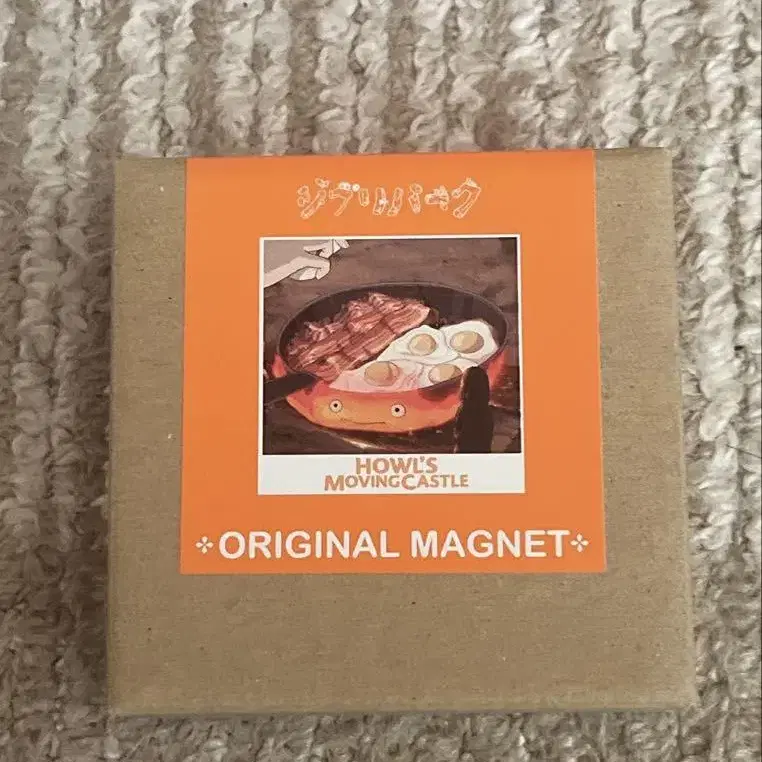 ジブリパーク
HOWL'S
MOVING CASTLE
ORIGINAL MAGNET